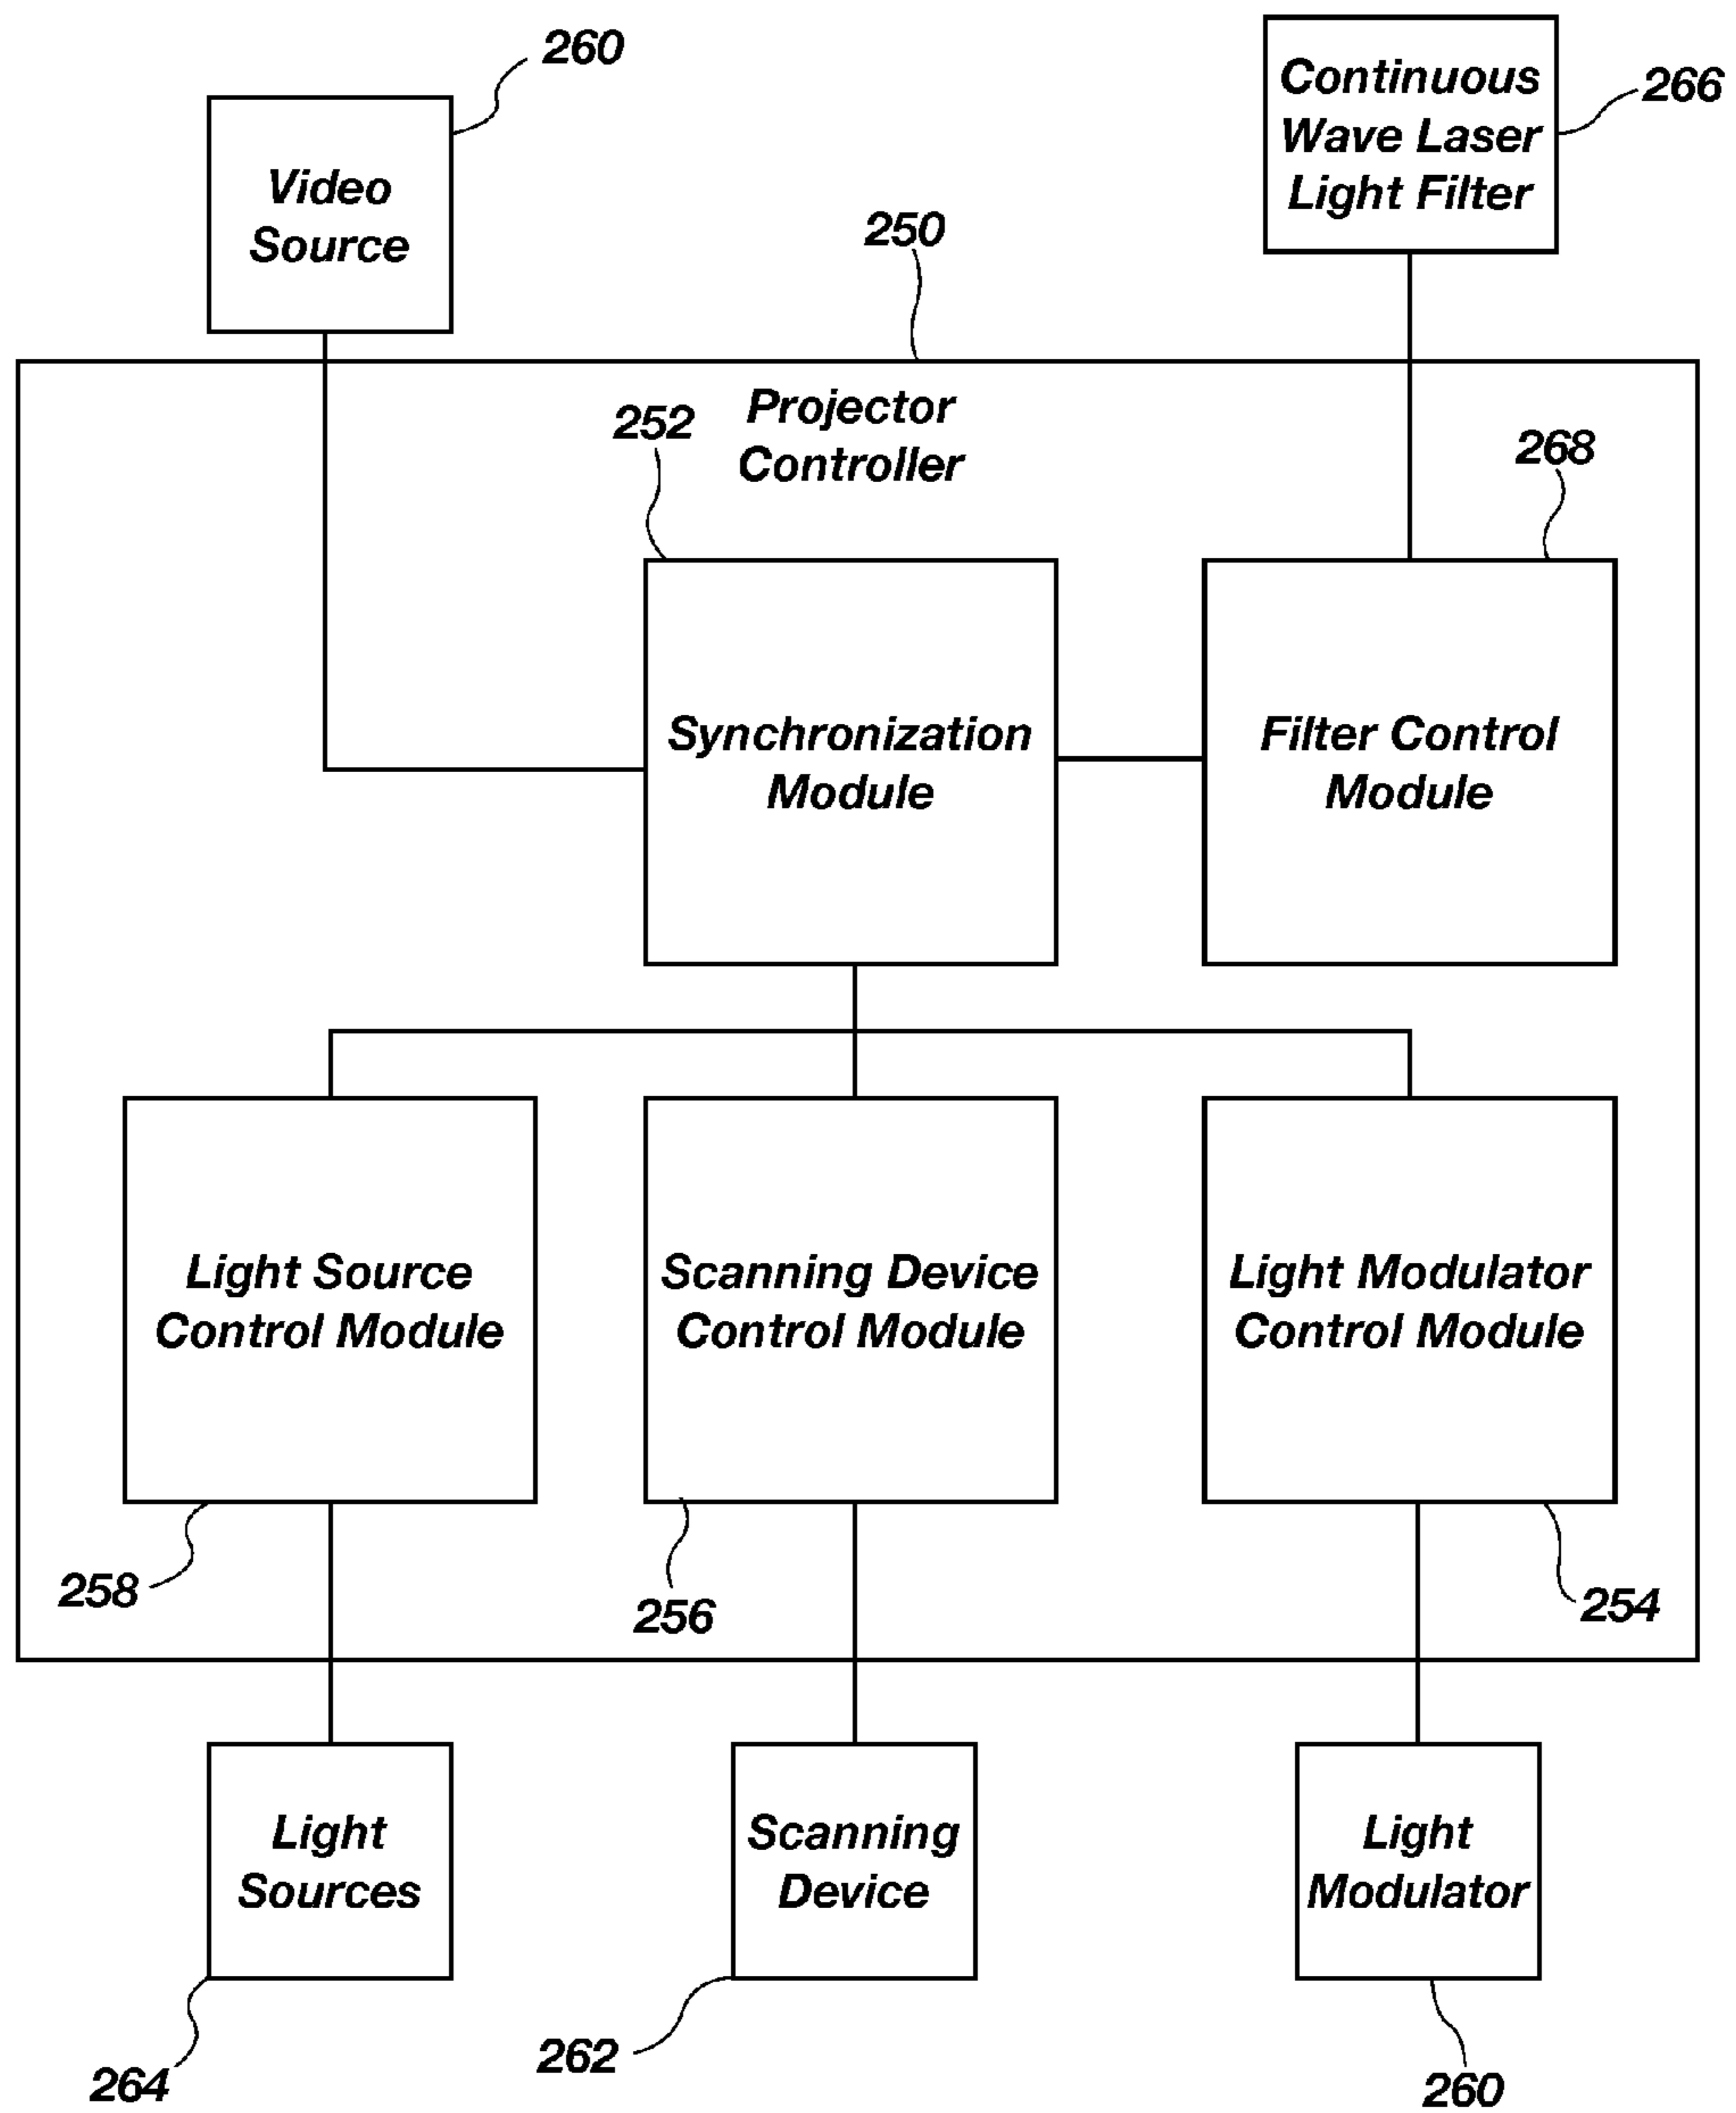 260
Video
Source
Continuous
Wave Laser
Light Filter
266
250
Projector
Controller
252
268
Synchronization
Module
Filter Control
Module
Light Source
Control Module
Scanning Device
Control Module
Light Modulator
Control Module
258
256
254
Light
Sources
Scanning
Device
Light
Modulator
264
262
260